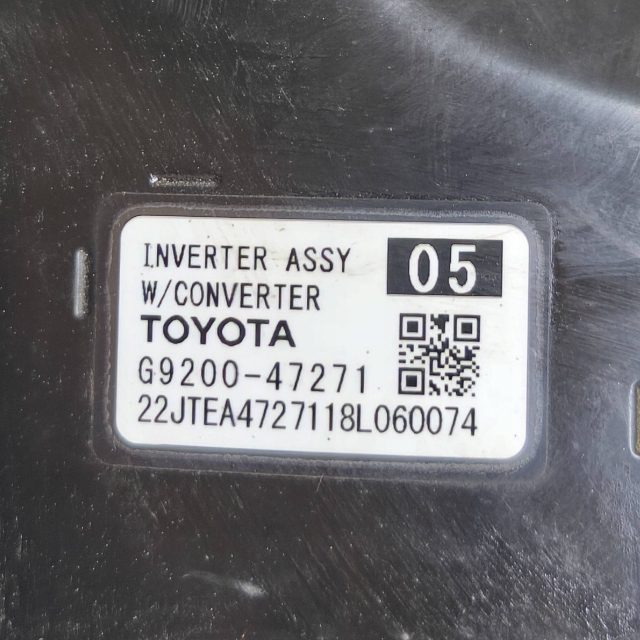 INVERTER ASSY 05
W/CONVERTER
TOYOTA
G9200-47271
22JTEA4727118L060074